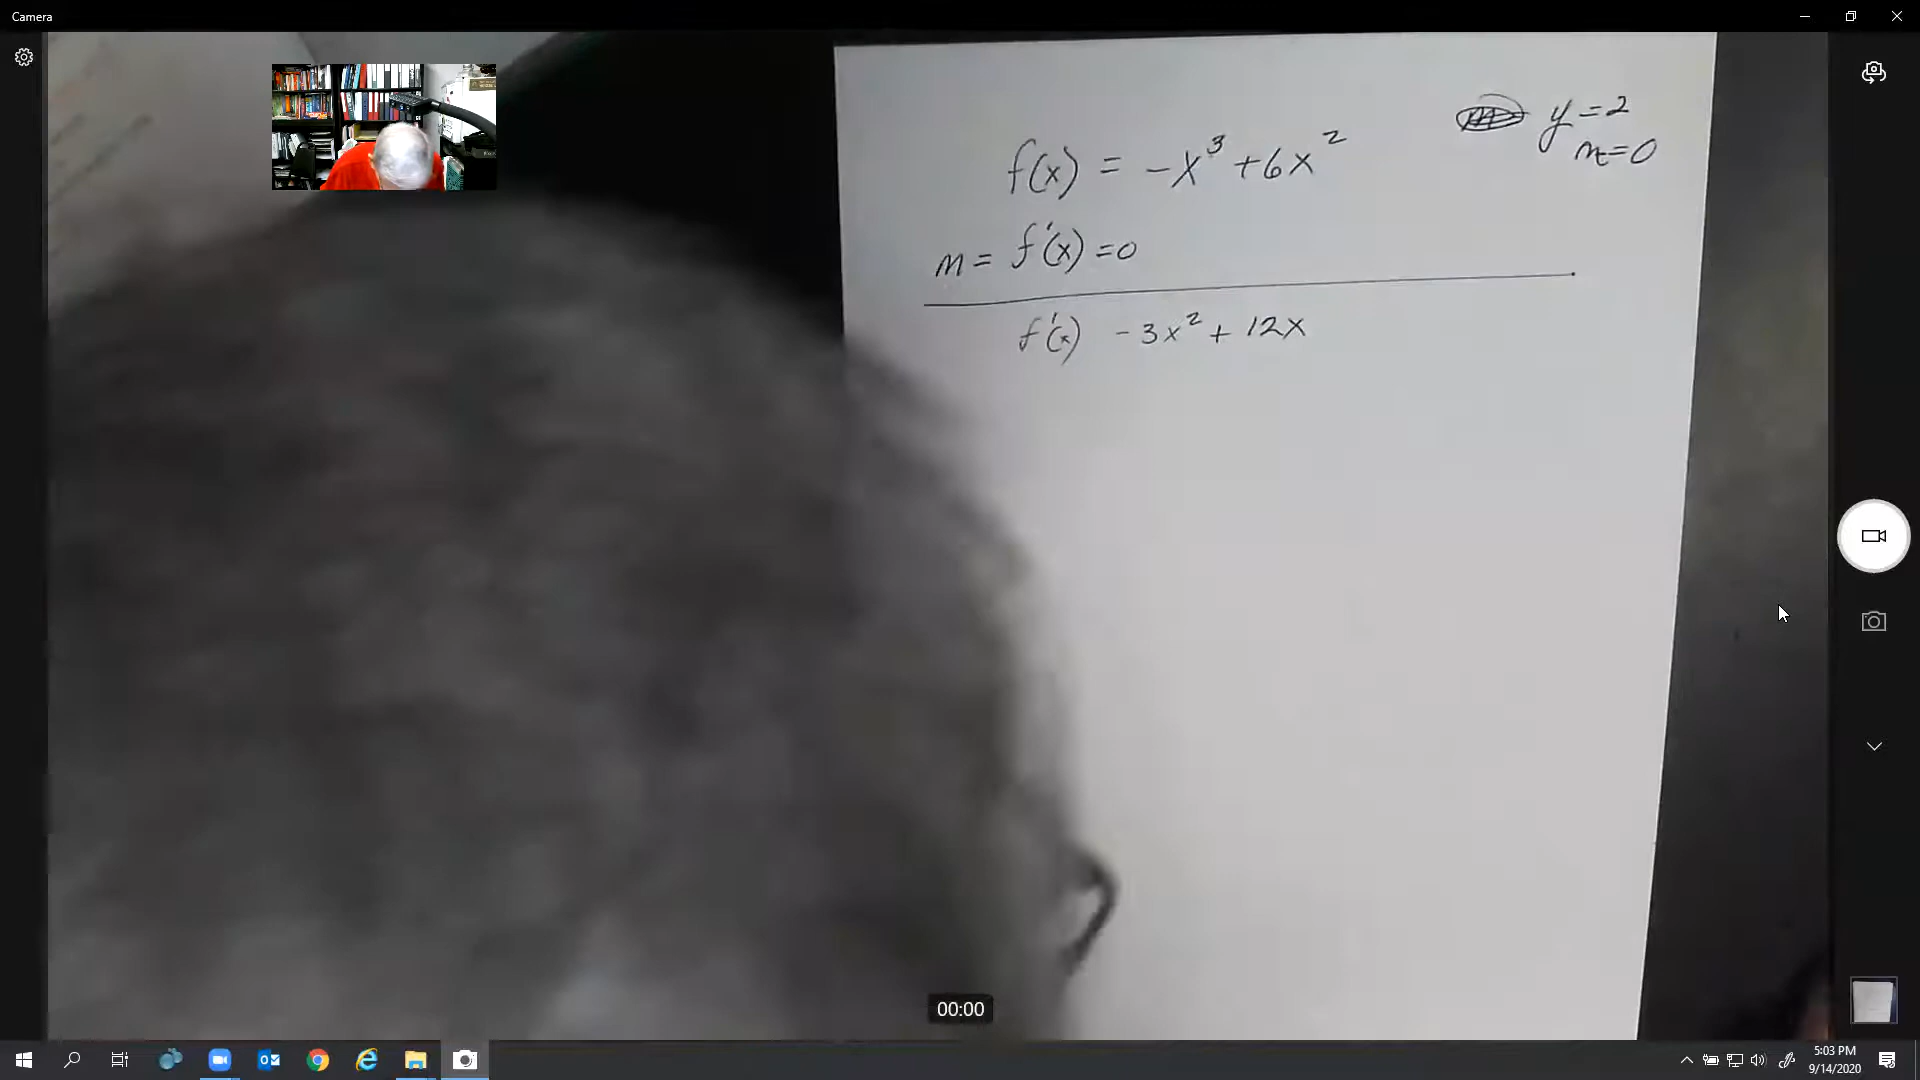 Camera
f(x) = -x³ + 6x²
y = 2
m = 0
m = f'(x) = 0
f'(x) -3x² + 12x
00:00
5:03 PM
9/14/2020